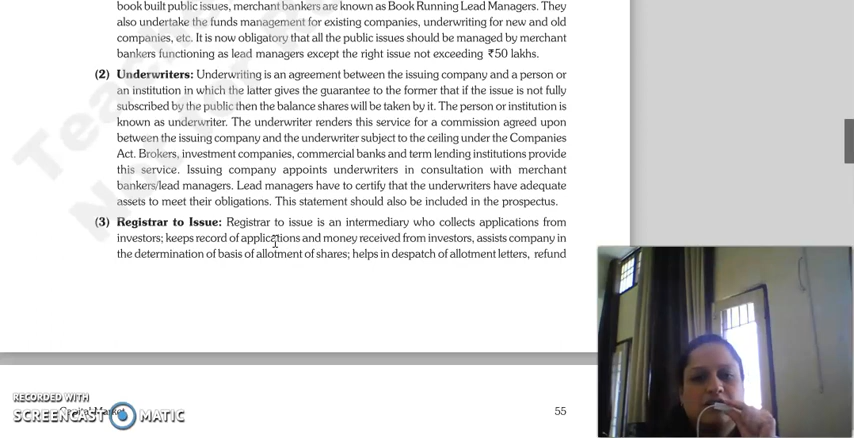 book built public issues, merchant bankers are known as Book Running Lead Managers. They
also undertake the funds management for existing companies, underwriting for new and old
companies, etc. It is now obligatory that all the public issues should be managed by merchant
bankers functioning as lead managers except the right issue not exceeding ₹50 lakhs.
(2) Underwriters: Underwriting is an agreement between the issuing company and a person or
an institution in which the latter gives the guarantee to the former that if the issue is not fully
subscribed by the public then the balance shares will be taken by it. The person or institution is
known as underwriter. The underwriter renders this service for a commission agreed upon
between the issuing company and the underwriter subject to the ceiling under the Companies
Act. Brokers, investment companies, commercial banks and term lending institutions provide
this service. Issuing company appoints underwriters in consultation with merchant
bankers/lead managers. Lead managers have to certify that the underwriters have adequate
assets to meet their obligations. This statement should also be included in the prospectus.
(3) Registrar to Issue: Registrar to issue is an intermediary who collects applications from
investors; keeps record of applications and money received from investors, assists company in
the determination of basis of allotment of shares; helps in despatch of allotment letters, refund
RECORDED WITH
SCREENCAST MATIC
55